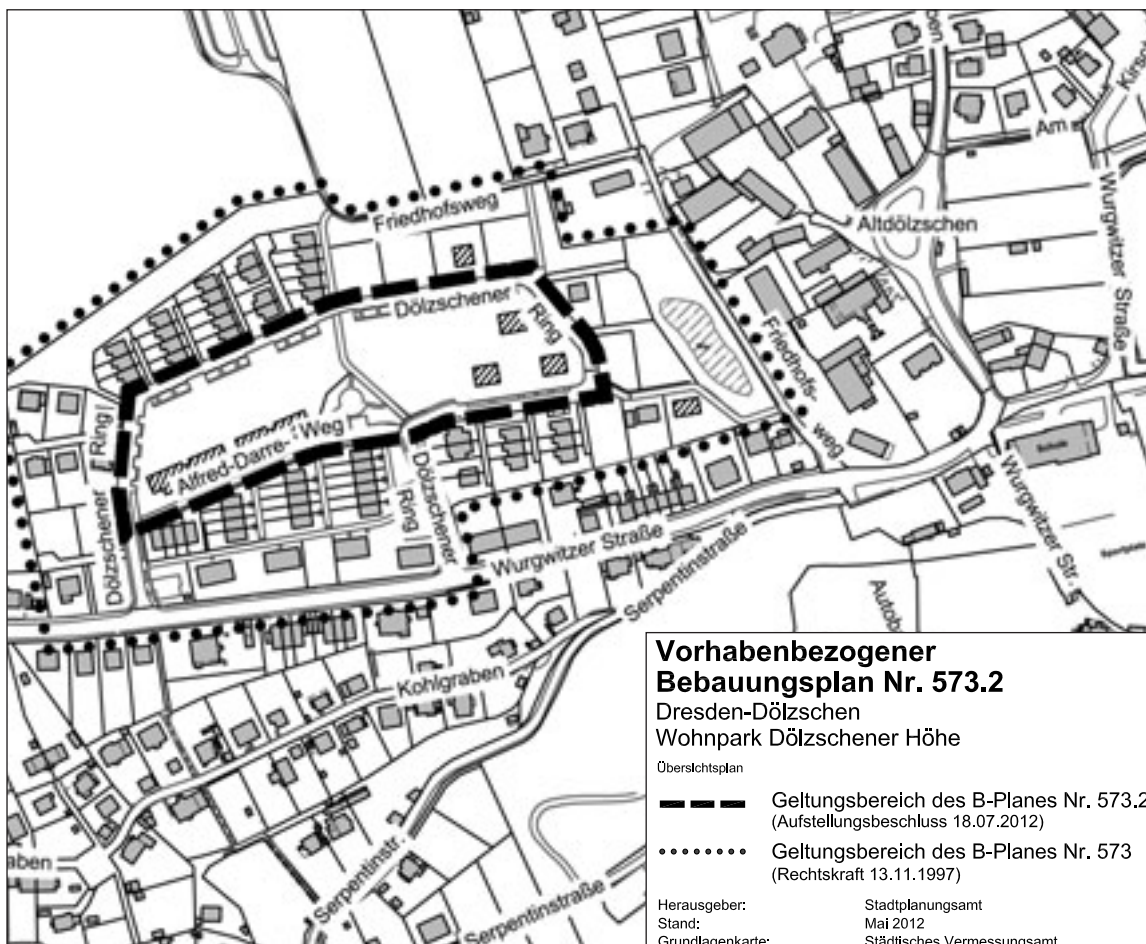 Kirsc
Am
Friedhofsweg
Altdölzschen
Wurgwitzer Straße
Dölzschener
Ring
Friedhofs-
weg
Ring
Dölzschener
Alfred-Darre-Weg
Dölzschener
Ring
Wurgwitzer Straße
Wurgwitzer Str.
Schule
Serpentinstraße
Autob
Kohlgraben
aben
Serpentinstr.
Serpentinstraße
Vorhabenbezogener
Bebauungsplan Nr. 573.2
Dresden-Dölzschen
Wohnpark Dölzschener Höhe
Übersichtsplan
Geltungsbereich des B-Planes Nr. 573.2
(Aufstellungsbeschluss 18.07.2012)
Geltungsbereich des B-Planes Nr. 573
(Rechtskraft 13.11.1997)
Herausgeber: Stadtplanungsamt
Stand: Mai 2012
Grundlagenkarte: Städtisches Vermessungsamt